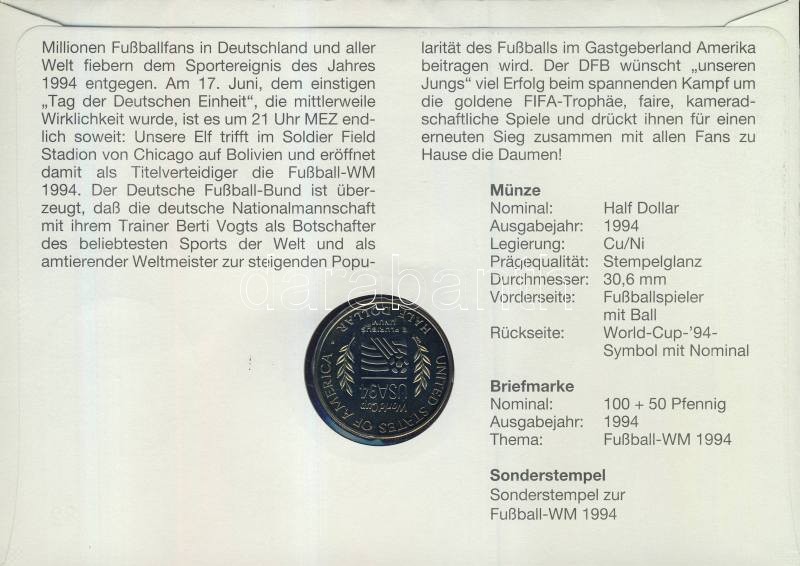 Millionen Fußballfans in Deutschland und aller
Welt fiebern dem Sportereignis des Jahres
1994 entgegen. Am 17. Juni, dem einstigen
„Tag der Deutschen Einheit“, die mittlerweile
Wirklichkeit wurde, ist es um 21 Uhr MEZ end-
lich soweit: Unsere Elf trifft im Soldier Field
Stadion von Chicago auf Bolivien und eröffnet
damit als Titelverteidiger die Fußball-WM
1994. Der Deutsche Fußball-Bund ist über-
zeugt, daß die deutsche Nationalmannschaft
mit ihrem Trainer Berti Vogts als Botschafter
des beliebtesten Sports der Welt und als
amtierender Weltmeister zur steigenden Popu-
larität des Fußballs im Gastgeberland Amerika
beitragen wird. Der DFB wünscht „unseren
Jungs“ viel Erfolg beim spannenden Kampf um
die goldene FIFA-Trophäe, faire, kamerad-
schaftliche Spiele und drückt ihnen für einen
erneuten Sieg zusammen mit allen Fans zu
Hause die Daumen!
Münze
Nominal: Half Dollar
Ausgabejahr: 1994
Legierung: Cu/Ni
Prägequalität: Stempelglanz
Durchmesser: 30,6 mm
Vorderseite: Fußballspieler
mit Ball
Rückseite: World-Cup-'94-
Symbol mit Nominal
Briefmarke
Nominal: 100 + 50 Pfennig
Ausgabejahr: 1994
Thema: Fußball-WM 1994
Sonderstempel
Sonderstempel zur
Fußball-WM 1994
UNITED STATES OF AMERICA
HALF DOLLAR
E PLURIBUS
UNUM
WorldCup
USA94
darabanth